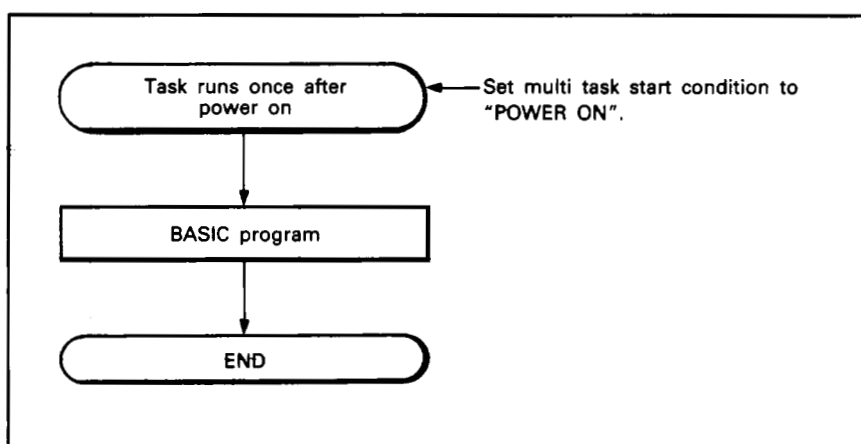 Task runs once after
power on
Set multi task start condition to
“POWER ON”.
BASIC program
END